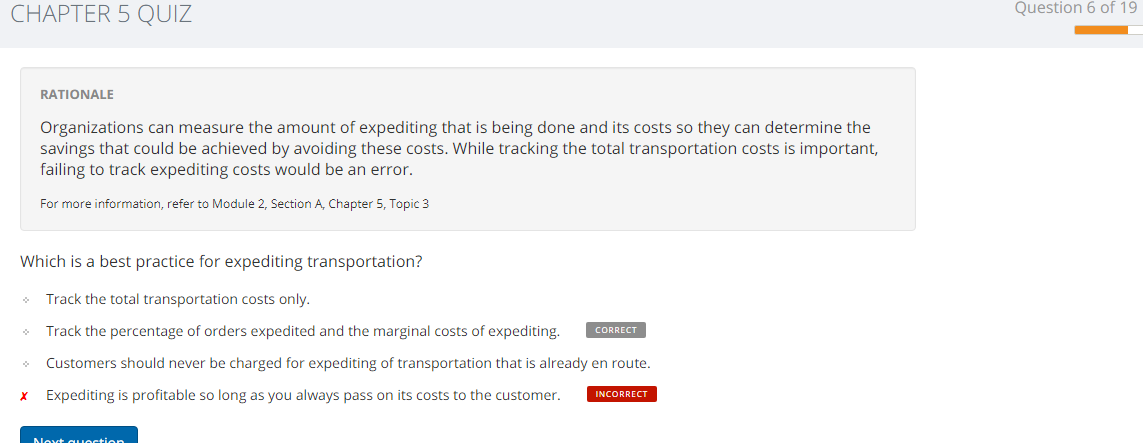 CHAPTER 5 QUIZ
Question 6 of 19
RATIONALE
Organizations can measure the amount of expediting that is being done and its costs so they can determine the
savings that could be achieved by avoiding these costs. While tracking the total transportation costs is important,
failing to track expediting costs would be an error.
For more information, refer to Module 2, Section A, Chapter 5, Topic 3
Which is a best practice for expediting transportation?
Track the total transportation costs only.
Track the percentage of orders expedited and the marginal costs of expediting. CORRECT
Customers should never be charged for expediting of transportation that is already en route.
✗ Expediting is profitable so long as you always pass on its costs to the customer. INCORRECT
Next question